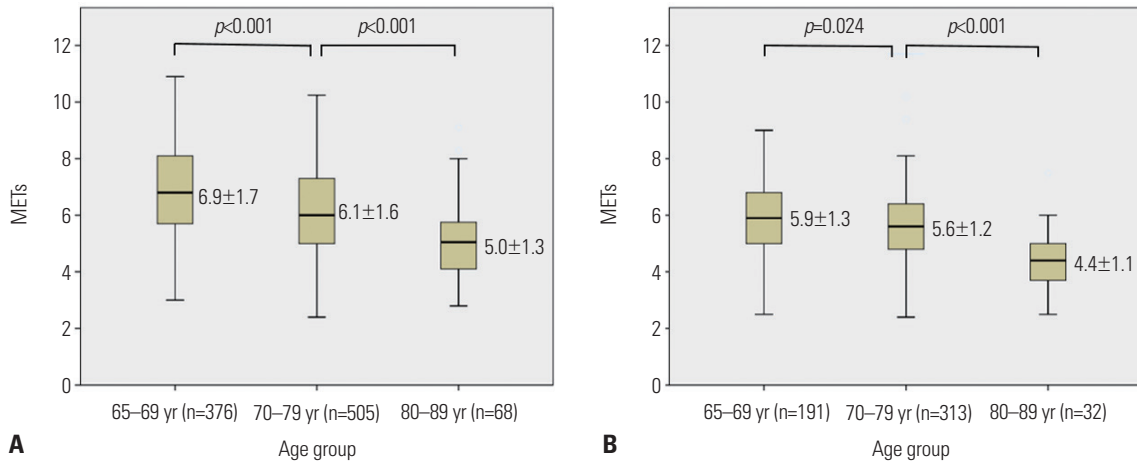 p<0.001 p<0.001
12
10
8
6
4
2
0
METs
6.9±1.7
6.1±1.6
5.0±1.3
65–69 yr (n=376) 70–79 yr (n=505) 80–89 yr (n=68)
Age group
A
p=0.024 p<0.001
12
10
8
6
4
2
0
METs
5.9±1.3
5.6±1.2
4.4±1.1
65–69 yr (n=191) 70–79 yr (n=313) 80–89 yr (n=32)
Age group
B